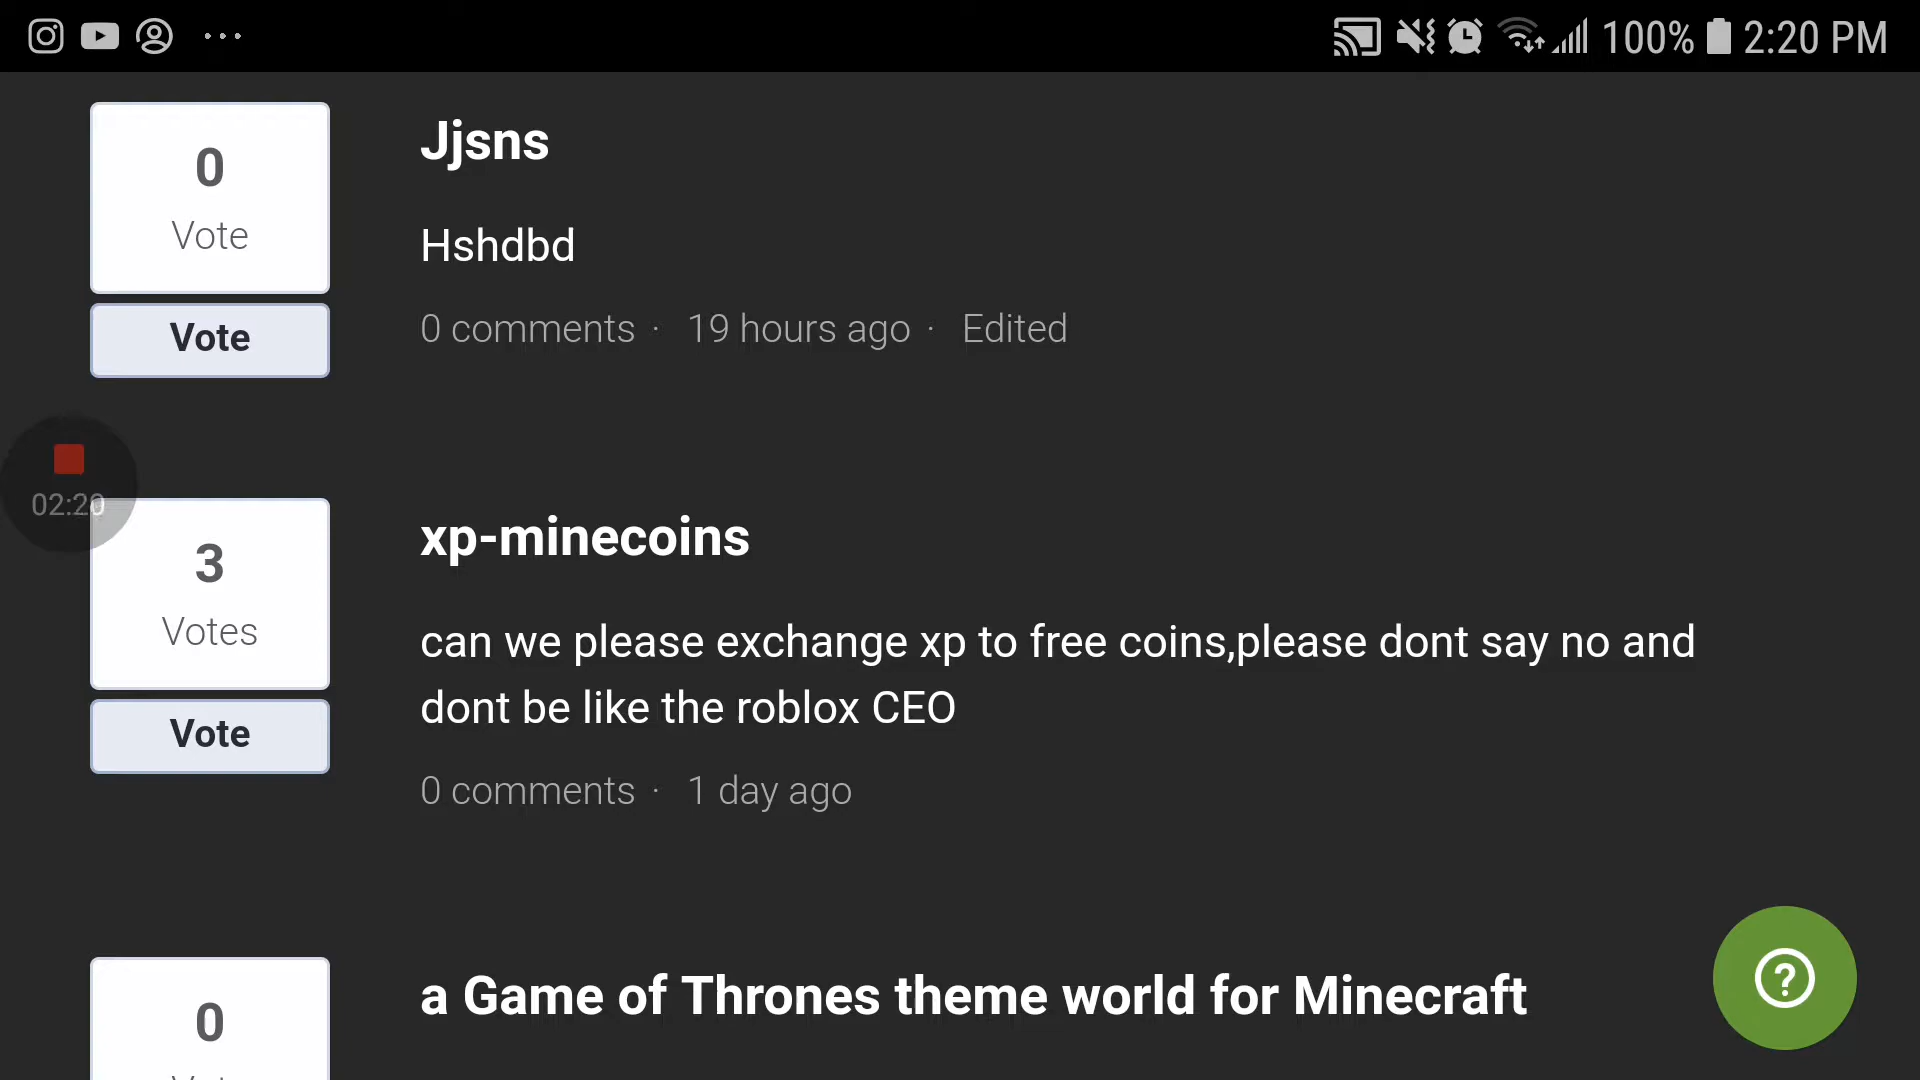 100% 2:20 PM
0
Vote
Vote
Jjsns
Hshdbd
0 comments · 19 hours ago · Edited
02:20
3
Votes
Vote
xp-minecoins
can we please exchange xp to free coins,please dont say no and
dont be like the roblox CEO
0 comments · 1 day ago
0
a Game of Thrones theme world for Minecraft
?